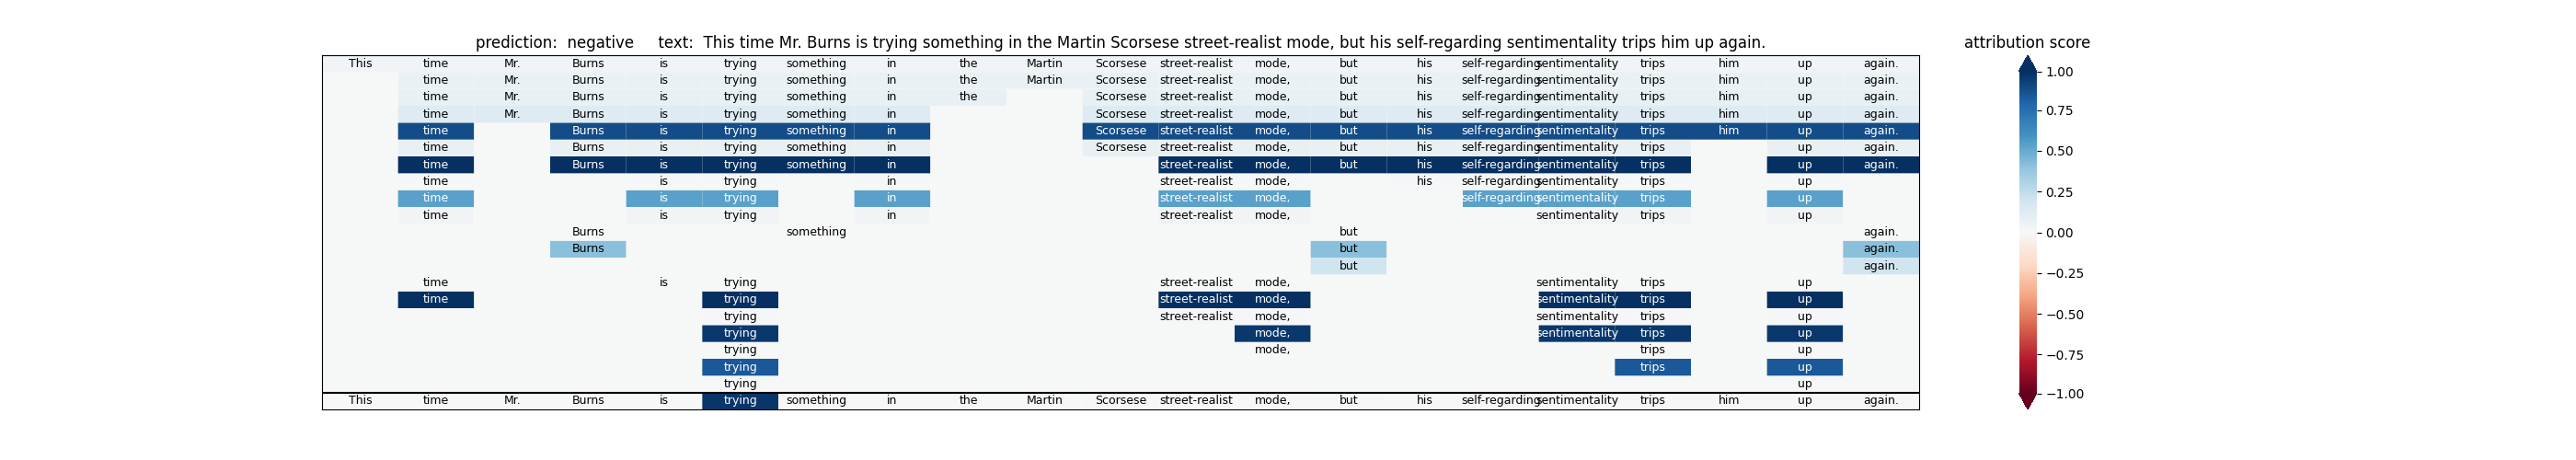 prediction: negative text: This time Mr. Burns is trying something in the Martin Scorsese street-realist mode, but his self-regarding sentimentality trips him up again.
attribution score
This time Mr. Burns is trying something in the Martin Scorsese street-realist mode, but his self-regarding sentimentality trips him up again.
time Mr. Burns is trying something in the Martin Scorsese street-realist mode, but his self-regarding sentimentality trips him up again.
time Mr. Burns is trying something in the Scorsese street-realist mode, but his self-regarding sentimentality trips him up again.
time Mr. Burns is trying something in Scorsese street-realist mode, but his self-regarding sentimentality trips him up again.
time Burns is trying something in Scorsese street-realist mode, but his self-regarding sentimentality trips him up again.
time Burns is trying something in Scorsese street-realist mode, but his self-regarding sentimentality trips up again.
time Burns is trying something in street-realist mode, but his self-regarding sentimentality trips up again.
time is trying in street-realist mode, his self-regarding sentimentality trips up
time is trying in street-realist mode, self-regarding sentimentality trips up
time is trying in street-realist mode, sentimentality trips up
Burns something but again.
Burns but again.
but again.
time is trying street-realist mode, sentimentality trips up
time trying street-realist mode, sentimentality trips up
trying street-realist mode, sentimentality trips up
trying mode, sentimentality trips up
trying mode, trips up
trying trips up
trying up
This time Mr. Burns is trying something in the Martin Scorsese street-realist mode, but his self-regarding sentimentality trips him up again.
1.00
0.75
0.50
0.25
0.00
−0.25
−0.50
−0.75
−1.00